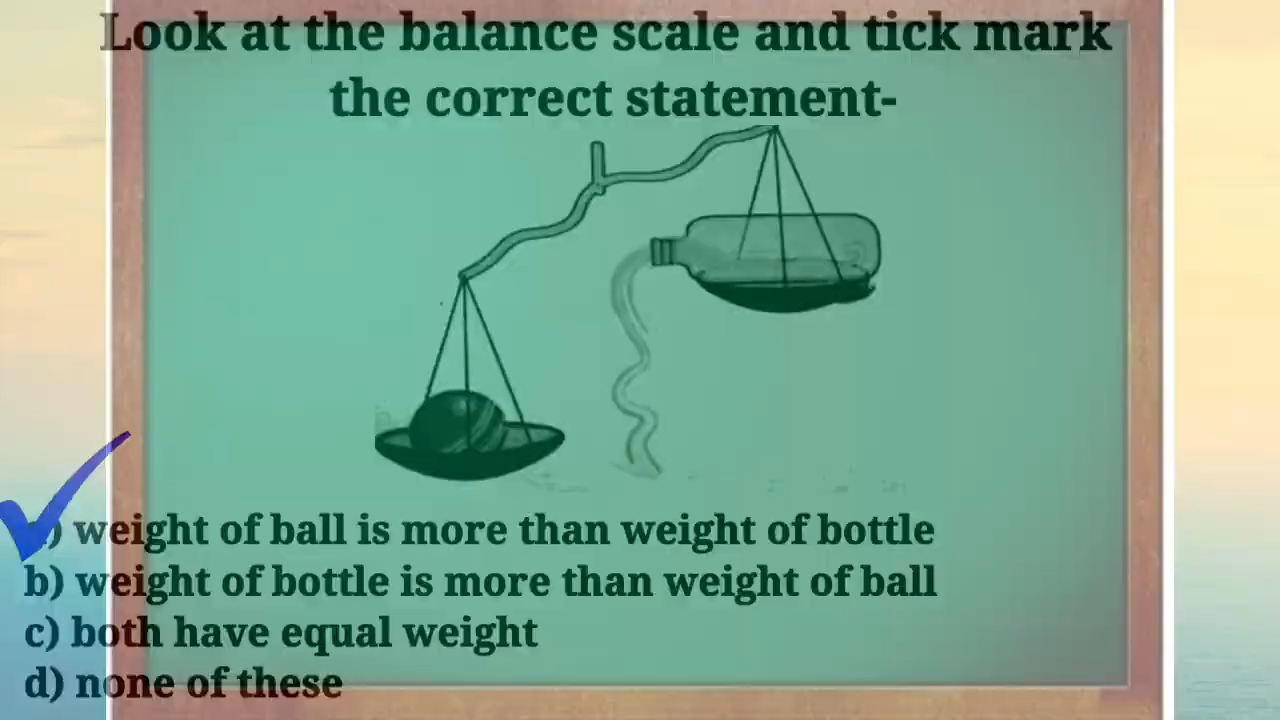 Look at the balance scale and tick mark
the correct statement-
a) weight of ball is more than weight of bottle
b) weight of bottle is more than weight of ball
c) both have equal weight
d) none of these